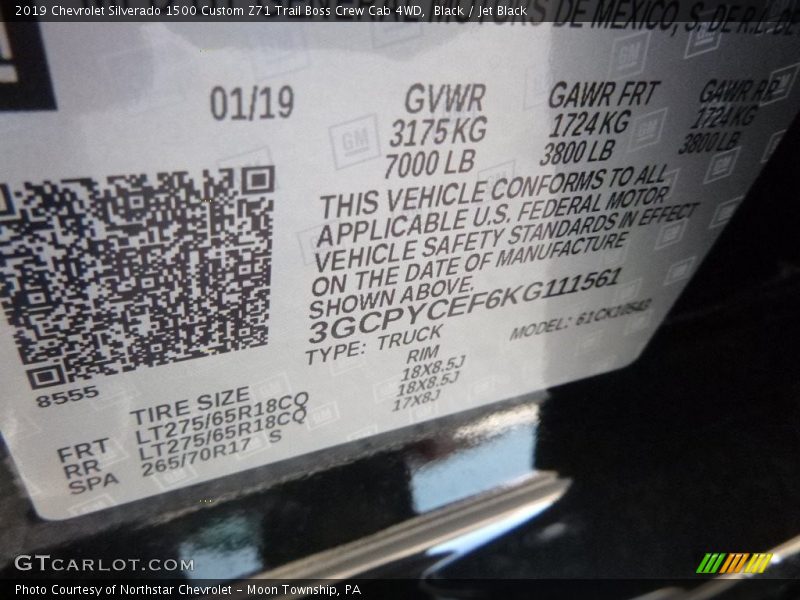 2019 Chevrolet Silverado 1500 Custom Z71 Trail Boss Crew Cab 4WD, Black / Jet Black
MOTORS DE MEXICO, S. DE R.L. DE
01/19
GVWR GAWR FRT GAWR RR
3175 KG 1724 KG 1724 KG
7000 LB 3800 LB 3800 LB
GM
THIS VEHICLE CONFORMS TO ALL
APPLICABLE U.S. FEDERAL MOTOR
VEHICLE SAFETY STANDARDS IN EFFECT
ON THE DATE OF MANUFACTURE
SHOWN ABOVE.
3GCPYCEF6KG111561
TYPE: TRUCK MODEL: 61CK10543
8555
TIRE SIZE RIM
FRT LT275/65R18CQ 18X8.5J
RR LT275/65R18CQ 18X8.5J
SPA 265/70R17 S 17X8J
GTCARLOT.COM
Photo Courtesy of Northstar Chevrolet - Moon Township, PA